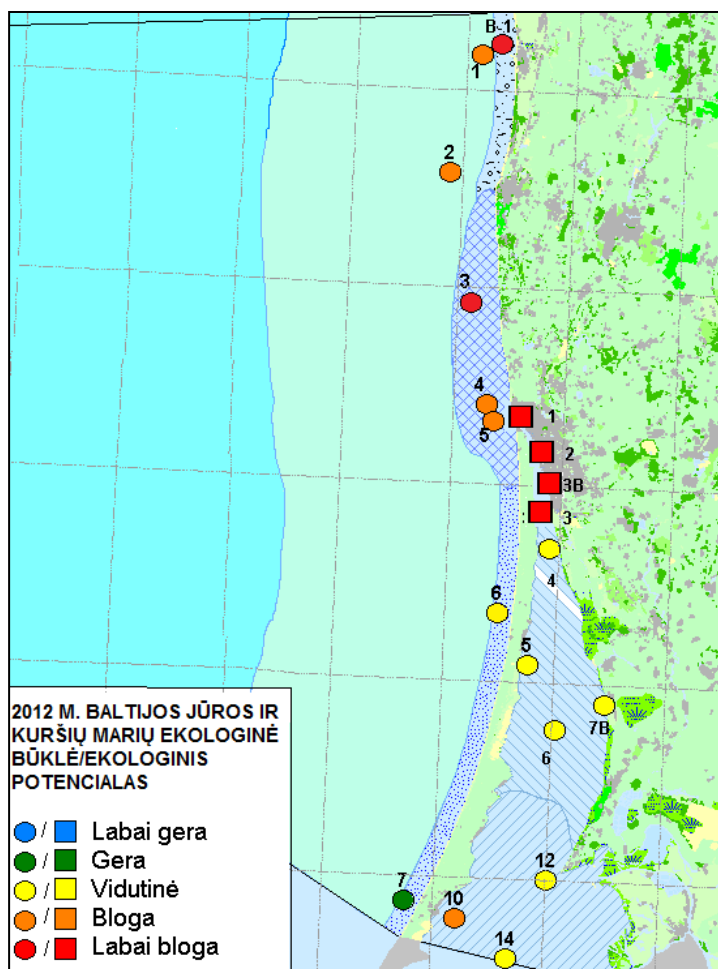 B-1
1
2
3
4
5
1
2
3B
3
4
6
5
7B
6
2012 M. BALTIJOS JŪROS IR
KURŠIŲ MARIŲ EKOLOGINĖ
BŪKLĖ/EKOLOGINIS
POTENCIALAS
/ Labai gera
/ Gera
/ Vidutinė
/ Bloga
/ Labai bloga
7
10
12
14